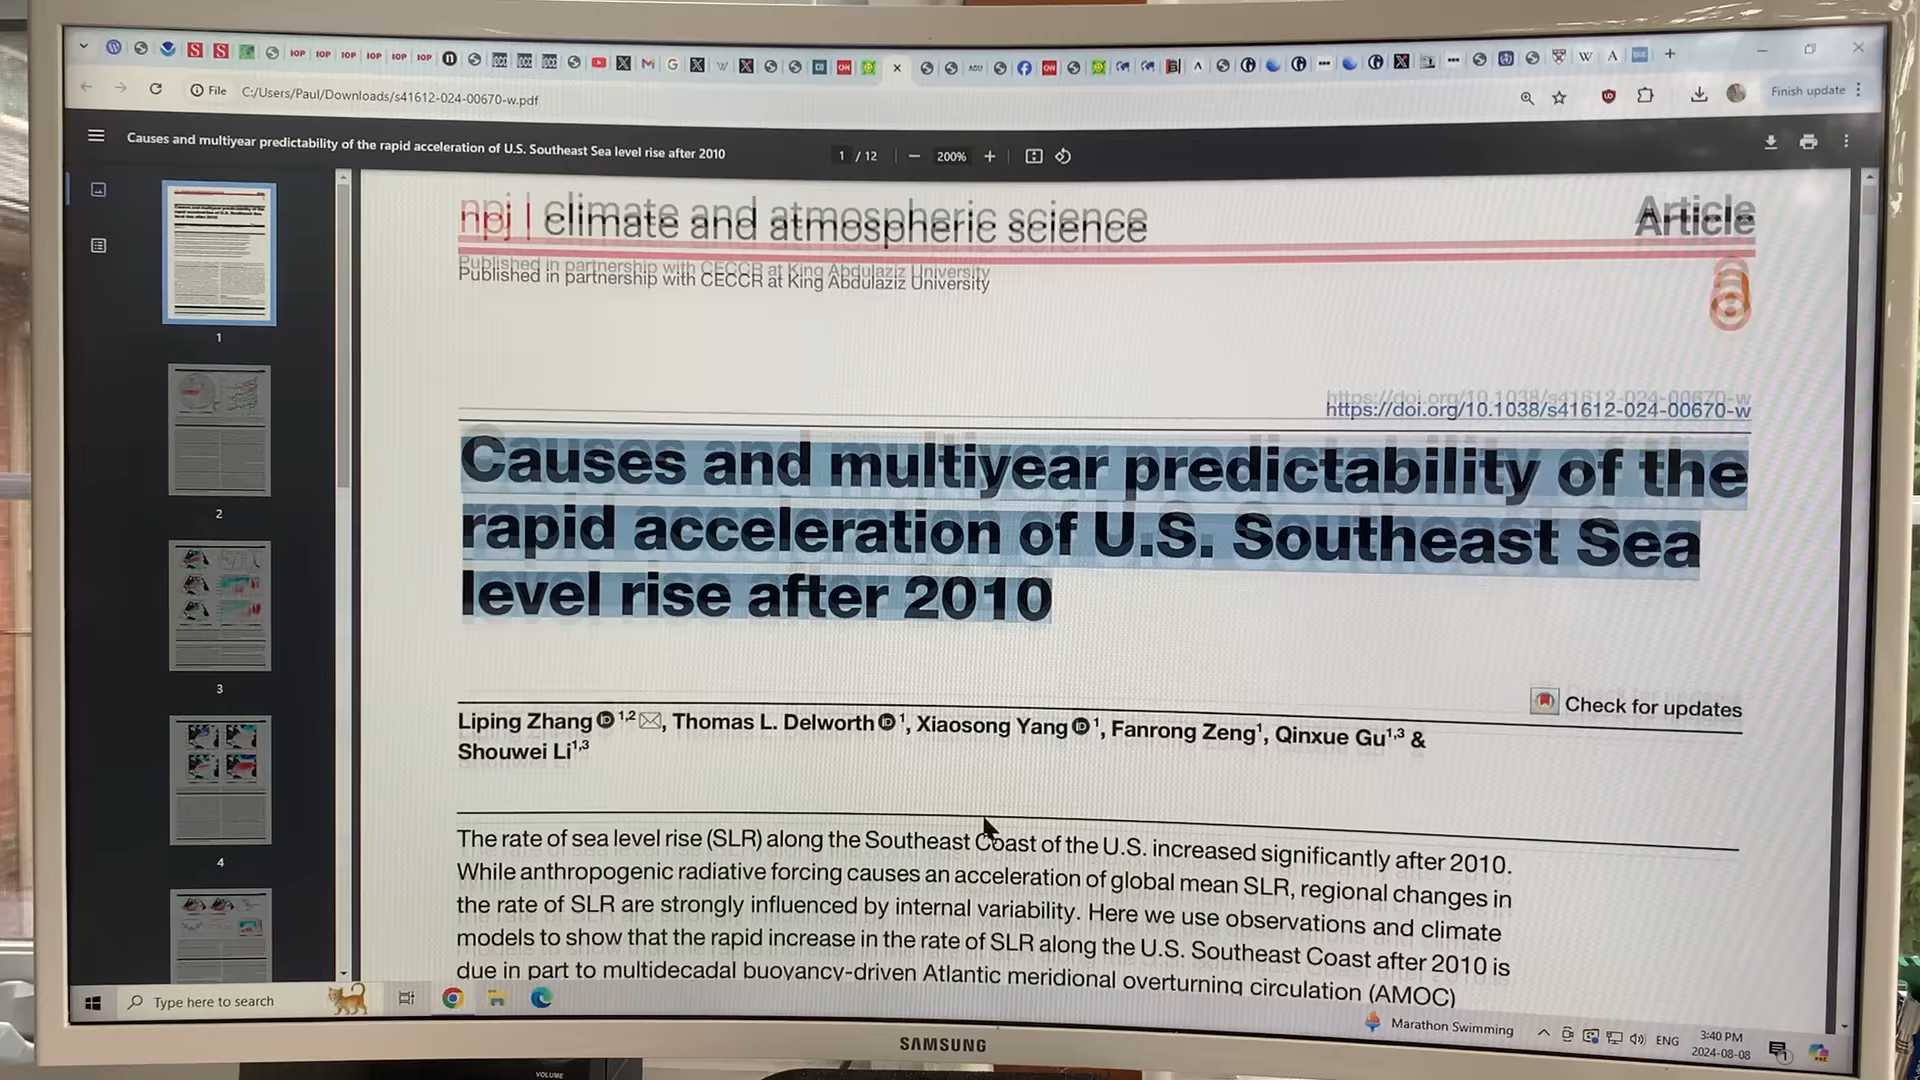 File C:/Users/Paul/Downloads/s41612-024-00670-w.pdf
Finish update
Causes and multiyear predictability of the rapid acceleration of U.S. Southeast Sea level rise after 2010
1 / 12
200%
npj | climate and atmospheric science
Article
Published in partnership with CECCR at King Abdulaziz University
https://doi.org/10.1038/s41612-024-00670-w
Causes and multiyear predictability of the
rapid acceleration of U.S. Southeast Sea
level rise after 2010
Check for updates
Liping Zhang 1,2, Thomas L. Delworth 1, Xiaosong Yang 1, Fanrong Zeng1, Qinxue Gu1,3 &
Shouwei Li1,3
The rate of sea level rise (SLR) along the Southeast Coast of the U.S. increased significantly after 2010.
While anthropogenic radiative forcing causes an acceleration of global mean SLR, regional changes in
the rate of SLR are strongly influenced by internal variability. Here we use observations and climate
models to show that the rapid increase in the rate of SLR along the U.S. Southeast Coast after 2010 is
due in part to multidecadal buoyancy-driven Atlantic meridional overturning circulation (AMOC)
1
2
3
4
Type here to search
Marathon Swimming
ENG
3:40 PM
2024-08-08
SAMSUNG
VOLUME